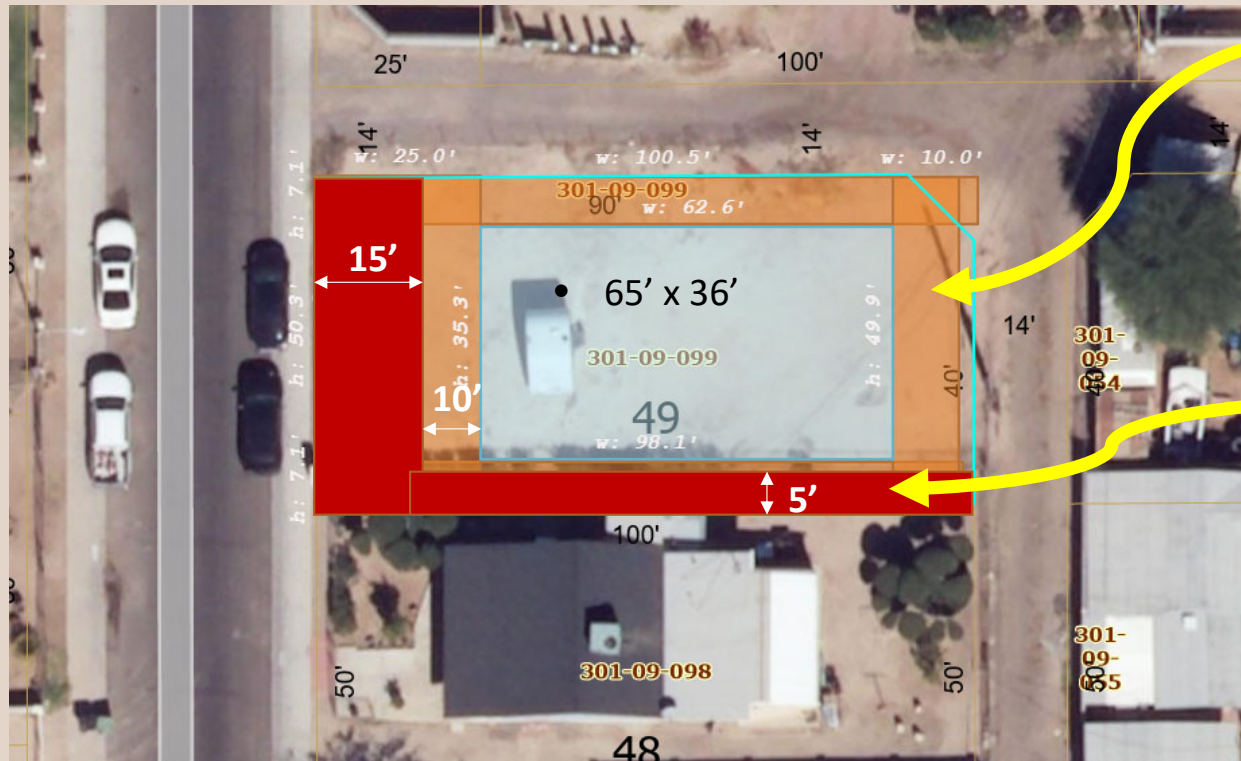 25'
100'
14'
14'
14'
w: 25.0'
w: 100.5'
w: 10.0'
h: 7.1'
301-09-099
90'
w: 62.6'
15’
65’ x 36’
h: 50.3'
h: 35.3'
h: 49.9'
14'
301-09-099
301-
09-
40'
10’
49
w: 98.1'
h: 7.1'
5’
100'
301-09-098
301-
09-
50'
50'
50'
48